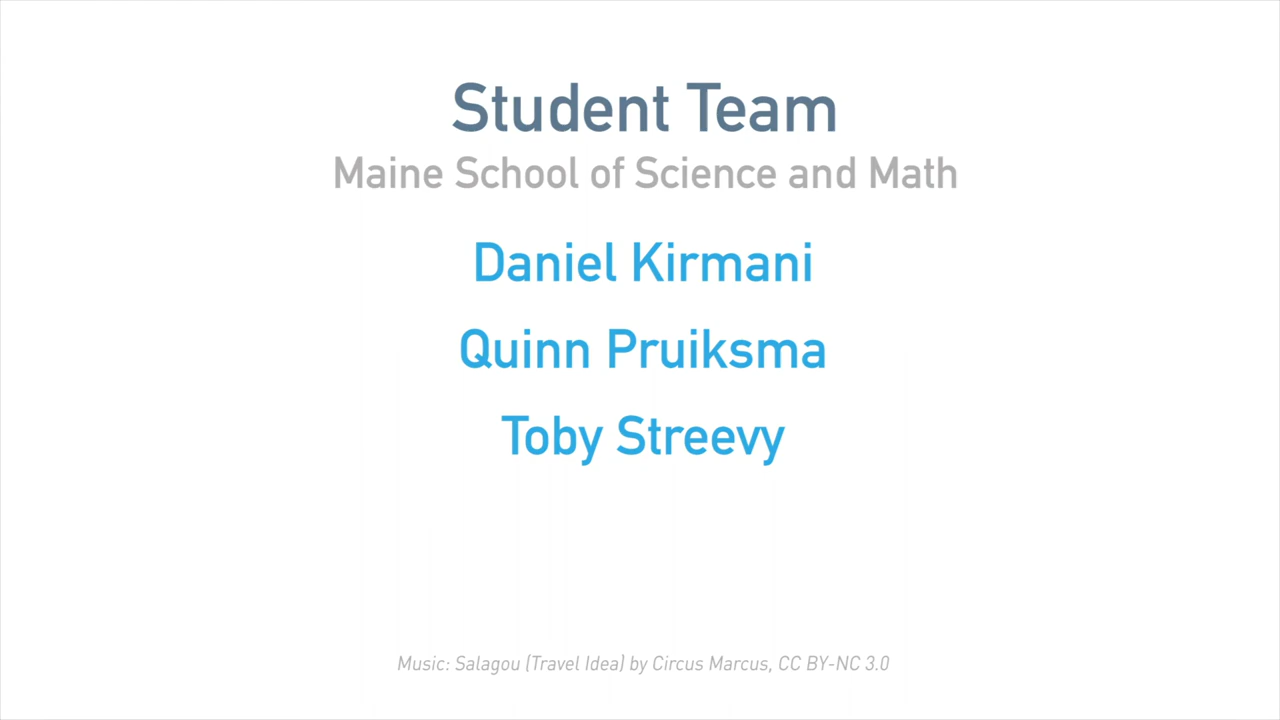 Student Team
Maine School of Science and Math
Daniel Kirmani
Quinn Pruiksma
Toby Streevy
Music: Salagou (Travel Idea) by Circus Marcus, CC BY-NC 3.0